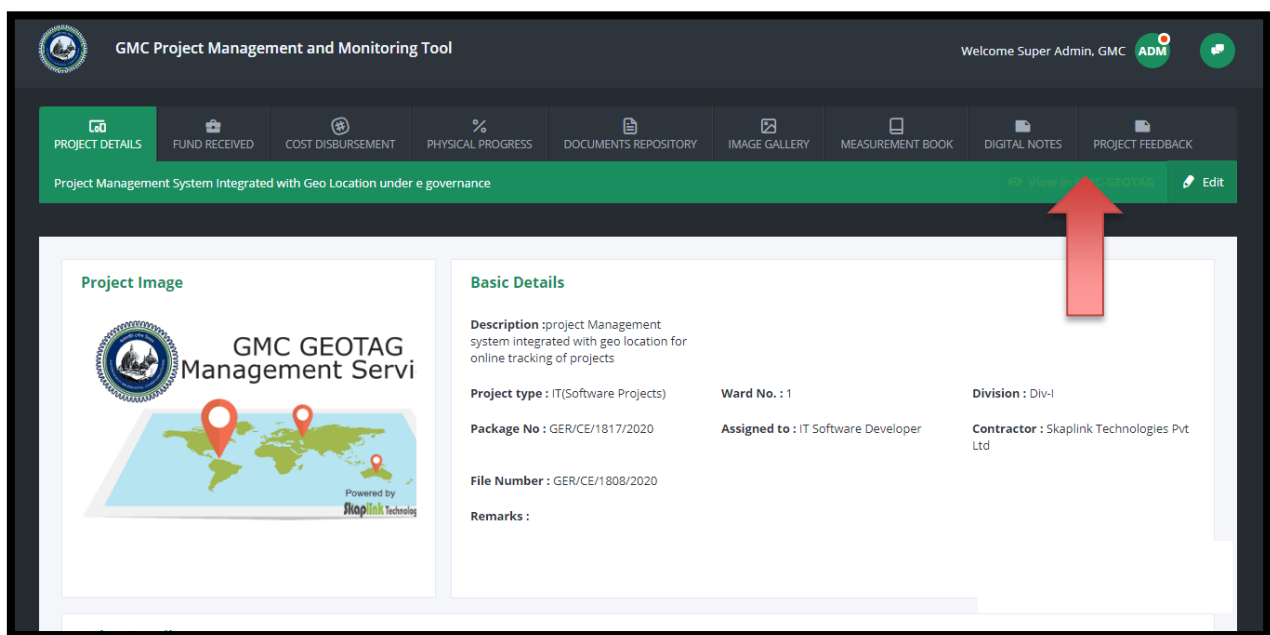 GMC Project Management and Monitoring Tool
Welcome Super Admin, GMC
ADM
PROJECT DETAILS
FUND RECEIVED
COST DISBURSEMENT
PHYSICAL PROGRESS
DOCUMENTS REPOSITORY
IMAGE GALLERY
MEASUREMENT BOOK
DIGITAL NOTES
PROJECT FEEDBACK
Project Management System Integrated with Geo Location under e governance
View in
GEOTAG
Edit
Project Image
GMC GEOTAG
Management Servi
Powered by
Skaplink Technolog
Basic Details
Description :project Management
system integrated with geo location for
online tracking of projects
Project type : IT(Software Projects)
Ward No. : 1
Division : Div-I
Package No : GER/CE/1817/2020
Assigned to : IT Software Developer
Contractor : Skaplink Technologies Pvt
Ltd
File Number : GER/CE/1808/2020
Remarks :